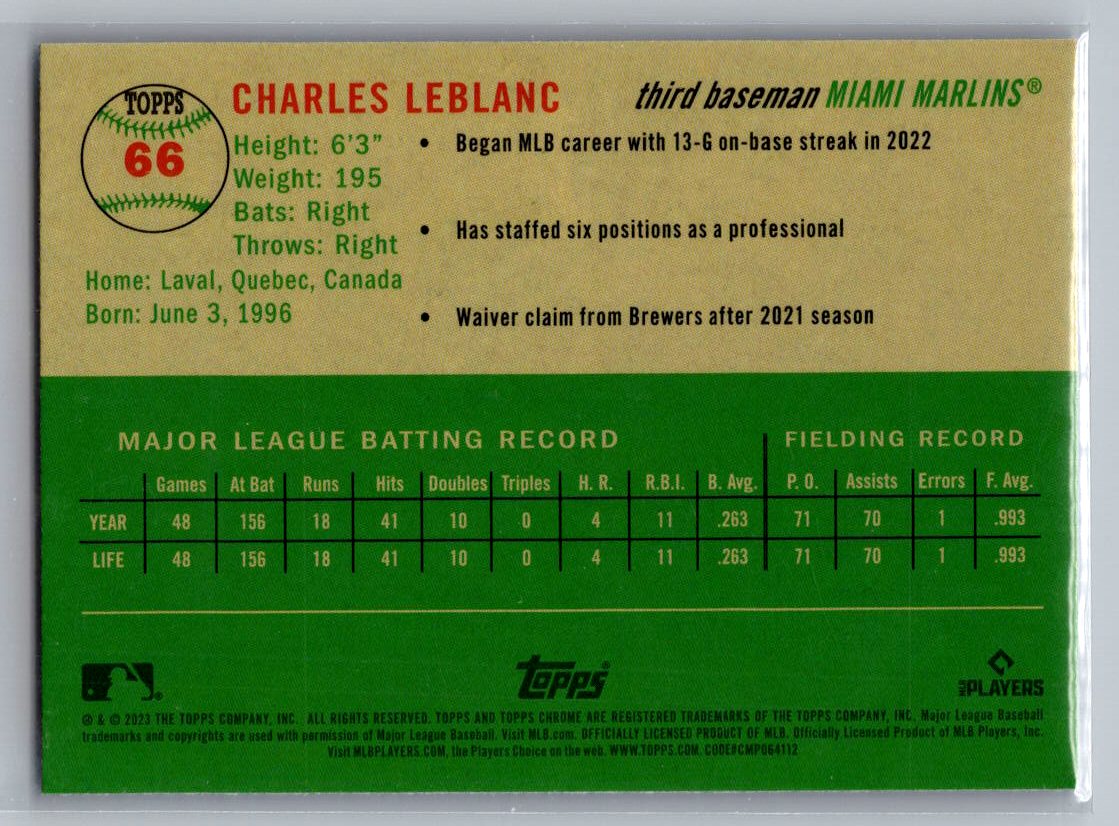 TOPPS
66
CHARLES LEBLANC
third baseman MIAMI MARLINS®
Height: 6'3"
Weight: 195
Bats: Right
Throws: Right
Home: Laval, Quebec, Canada
Born: June 3, 1996
• Began MLB career with 13-G on-base streak in 2022
• Has staffed six positions as a professional
• Waiver claim from Brewers after 2021 season
MAJOR LEAGUE BATTING RECORD FIELDING RECORD
Games At Bat Runs Hits Doubles Triples H. R. R.B.I. B. Avg. P. O. Assists Errors F. Avg.
YEAR 48 156 18 41 10 0 4 11 .263 71 70 1 .993
LIFE 48 156 18 41 10 0 4 11 .263 71 70 1 .993
Topps®
MLB PLAYERS
® & © 2023 THE TOPPS COMPANY, INC. ALL RIGHTS RESERVED. TOPPS AND TOPPS CHROME ARE REGISTERED TRADEMARKS OF THE TOPPS COMPANY, INC. Major League Baseball
trademarks and copyrights are used with permission of Major League Baseball. Visit MLB.com. OFFICIALLY LICENSED PRODUCT OF MLB. Officially Licensed Product of MLB Players, Inc.
Visit MLBPLAYERS.COM, the Players Choice on the web. WWW.TOPPS.COM. CODE#CMP064112